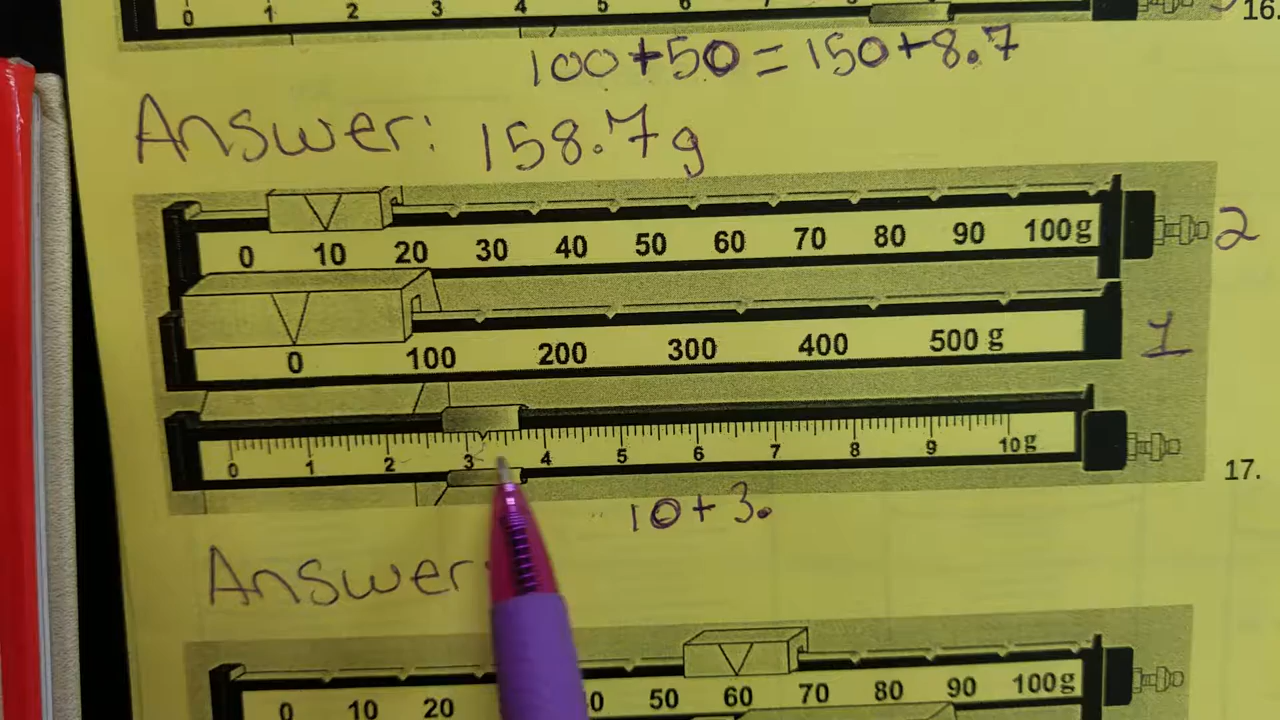 0 1 2 3 4 5 6
16.
100+50=150+8.7
Answer: 158.7g
0 10 20 30 40 50 60 70 80 90 100g
2
0 100 200 300 400 500 g
1
0 1 2 3 4 5 6 7 8 9 10g
17.
10+3.
Answer
0 10 20 50 60 70 80 90 100g